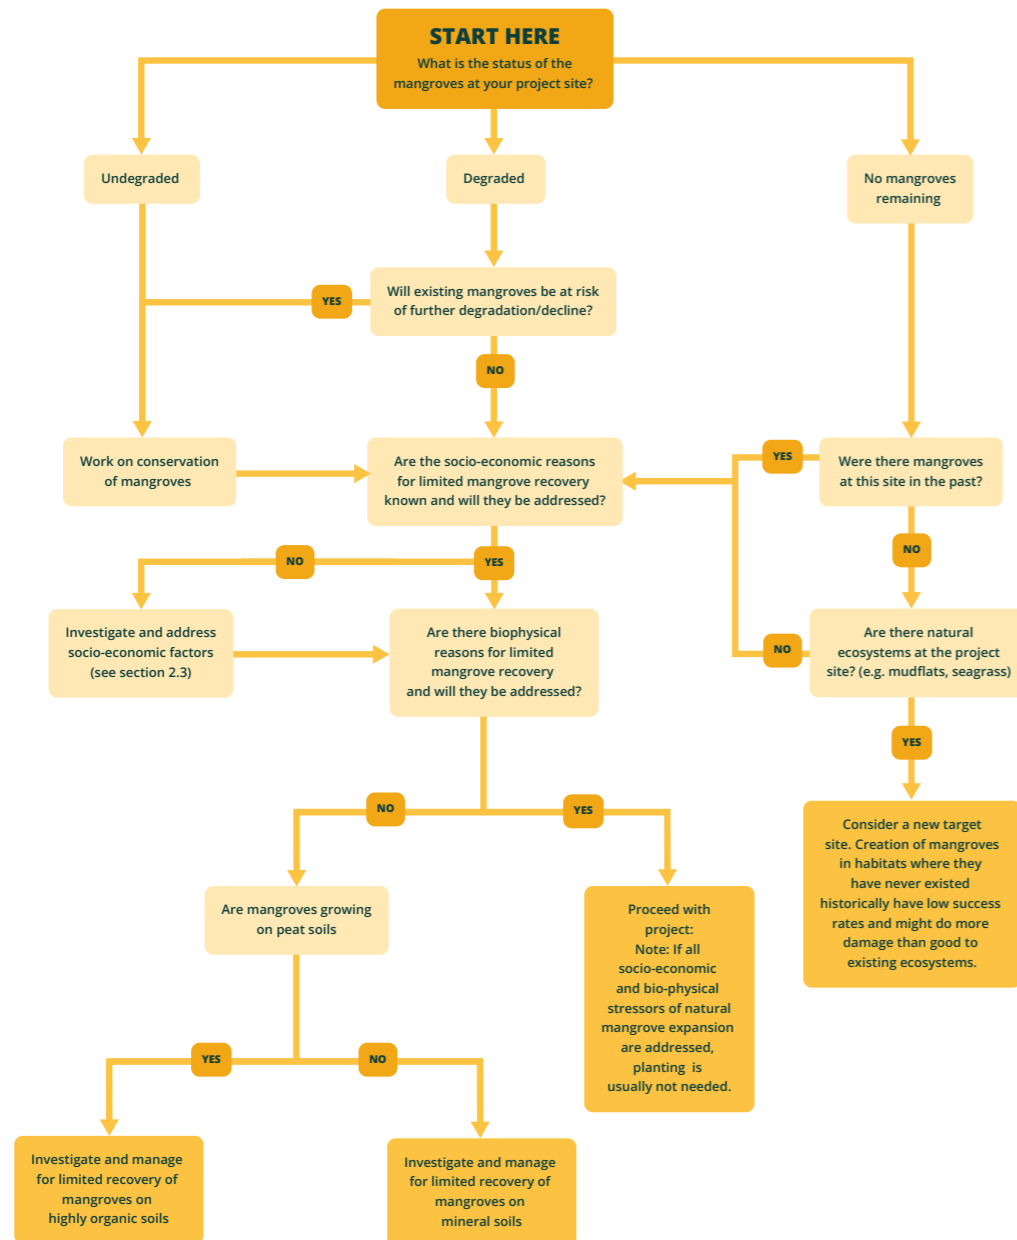 START HERE
What is the status of the
mangroves at your project site?
Undegraded
Degraded
No mangroves
remaining
Will existing mangroves be at risk
of further degradation/decline?
YES
NO
Work on conservation
of mangroves
Are the socio-economic reasons
for limited mangrove recovery
known and will they be addressed?
YES
Were there mangroves
at this site in the past?
NO
NO
YES
Investigate and address
socio-economic factors
(see section 2.3)
Are there biophysical
reasons for limited
mangrove recovery
and will they be addressed?
NO
Are there natural
ecosystems at the project
site? (e.g. mudflats, seagrass)
YES
NO
YES
Consider a new target
site. Creation of mangroves
in habitats where they
have never existed
historically have low success
rates and might do more
damage than good to
existing ecosystems.
Are mangroves growing
on peat soils
Proceed with
project:
Note: If all
socio-economic
and bio-physical
stressors of natural
mangrove expansion
are addressed,
planting is
usually not needed.
YES
NO
Investigate and manage
for limited recovery of
mangroves on
highly organic soils
Investigate and manage
for limited recovery of
mangroves on
mineral soils